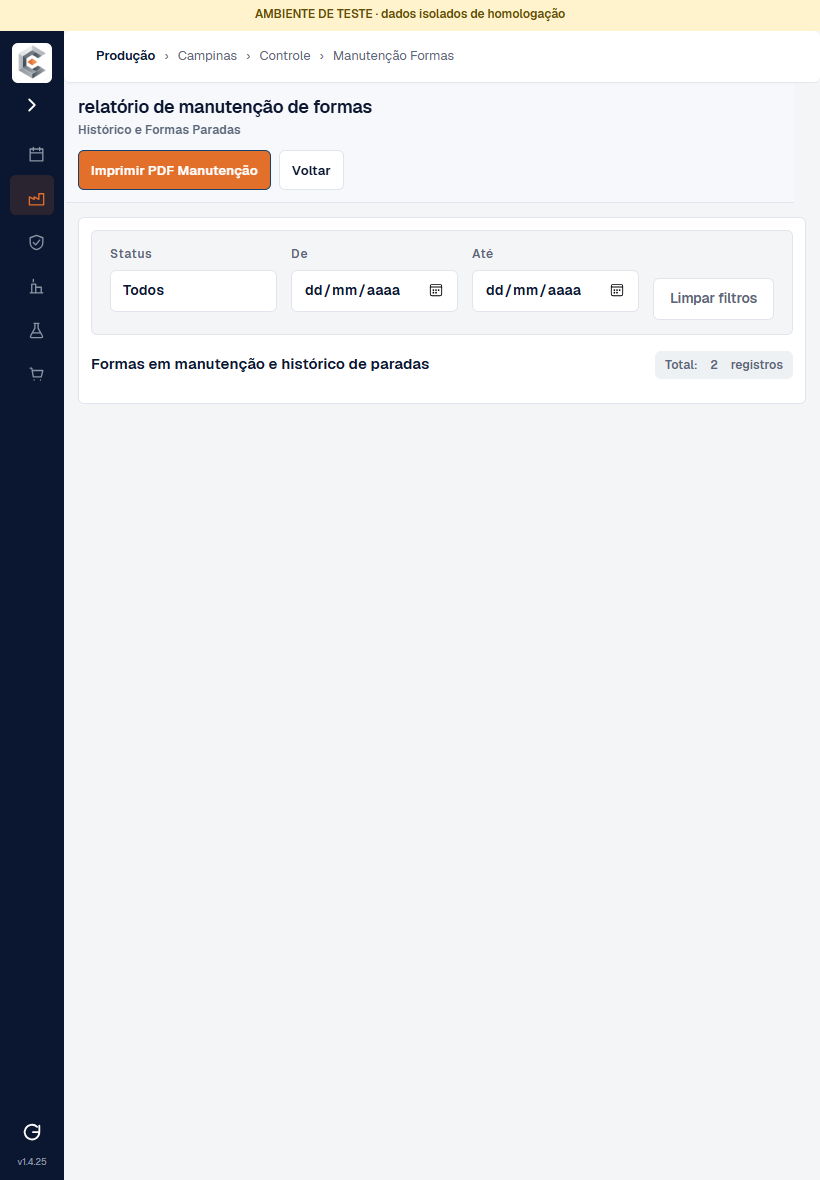 AMBIENTE DE TESTE · dados isolados de homologação
Produção › Campinas › Controle › Manutenção Formas
relatório de manutenção de formas
Histórico e Formas Paradas
Imprimir PDF Manutenção Voltar
Status De Até
Todos dd/mm/aaaa dd/mm/aaaa Limpar filtros
Formas em manutenção e histórico de paradas Total: 2 registros
v1.4.25